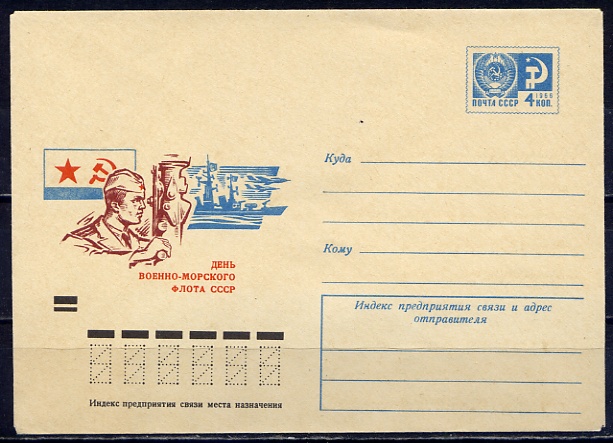 ПОЧТА СССР
1966
4 КОП.
Куда
Кому
ДЕНЬ
ВОЕННО-МОРСКОГО
ФЛОТА СССР
Индекс предприятия связи и адрес
отправителя
Индекс предприятия связи места назначения